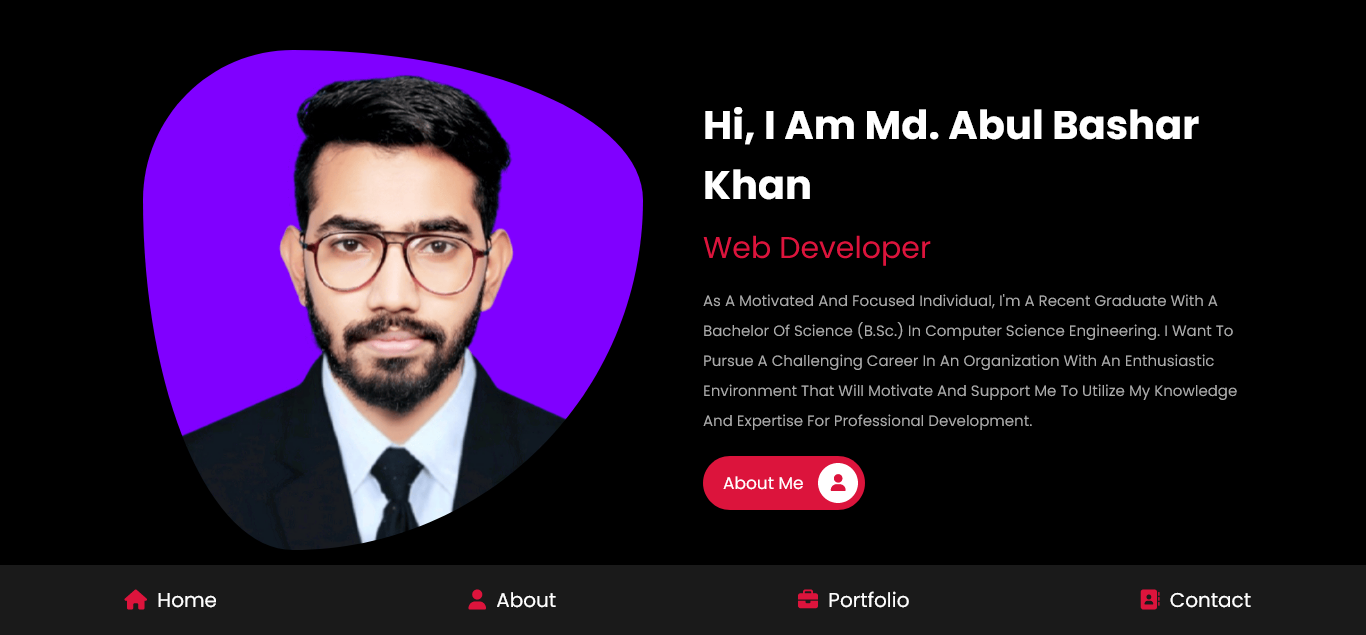 Hi, I Am Md. Abul Bashar
Khan
Web Developer
As A Motivated And Focused Individual, I'm A Recent Graduate With A
Bachelor Of Science (B.Sc.) In Computer Science Engineering. I Want To
Pursue A Challenging Career In An Organization With An Enthusiastic
Environment That Will Motivate And Support Me To Utilize My Knowledge
And Expertise For Professional Development.
About Me
Home
About
Portfolio
Contact